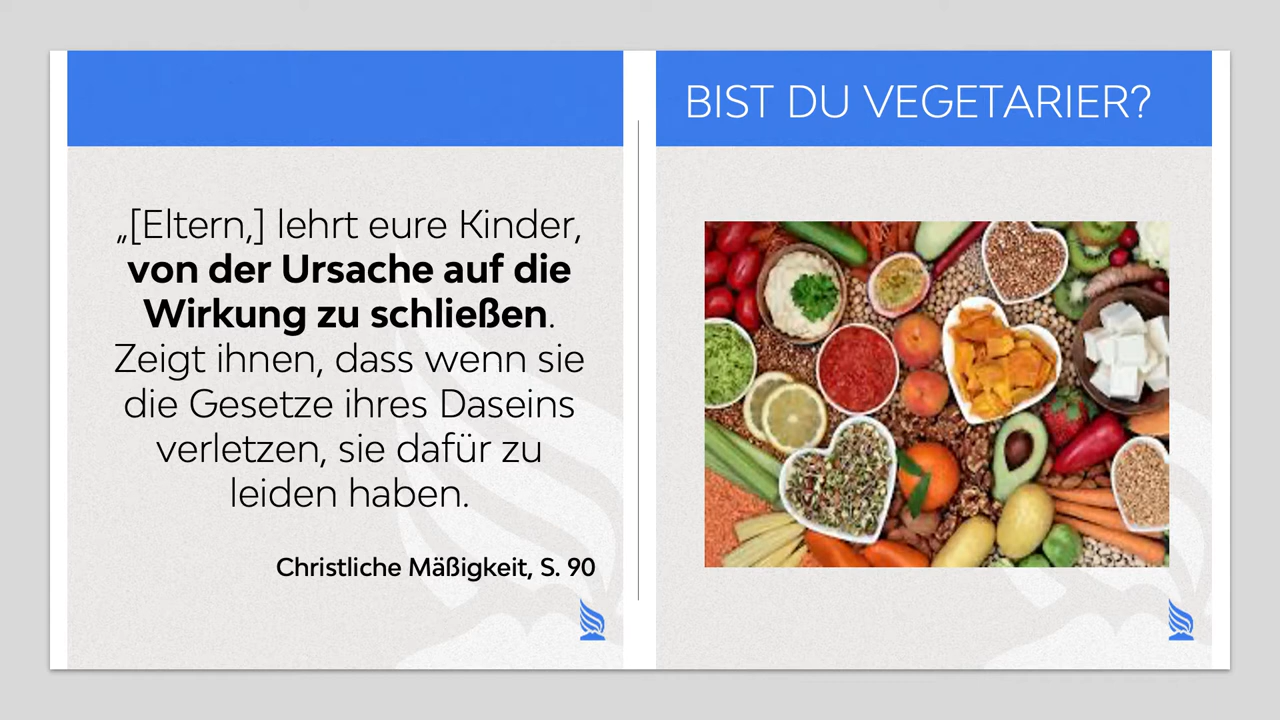 „[Eltern,] lehrt eure Kinder,
von der Ursache auf die
Wirkung zu schließen.
Zeigt ihnen, dass wenn sie
die Gesetze ihres Daseins
verletzen, sie dafür zu
leiden haben.
Christliche Mäßigkeit, S. 90
BIST DU VEGETARIER?